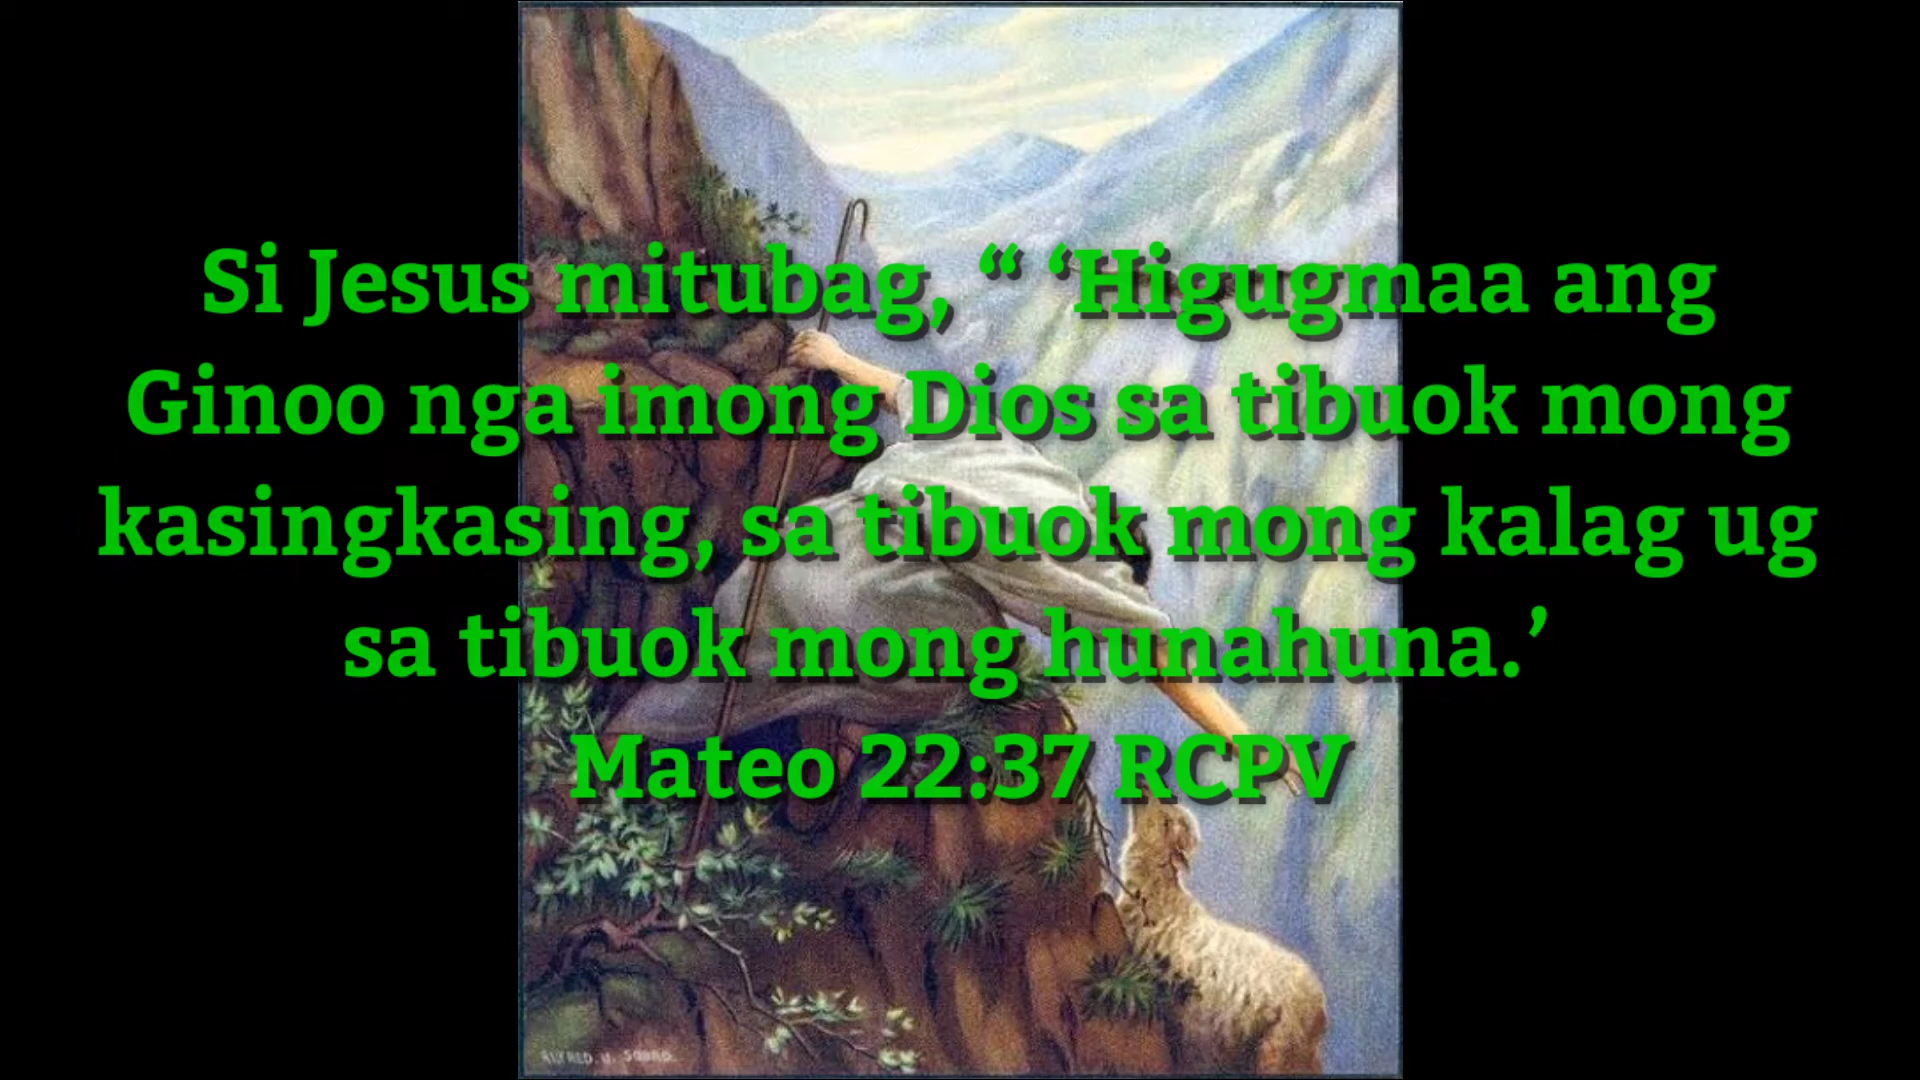 Si Jesus mitubag, “ ‘Higugmaa ang
Ginoo nga imong Dios sa tibuok mong
kasingkasing, sa tibuok mong kalag ug
sa tibuok mong hunahuna.’
Mateo 22:37 RCPV